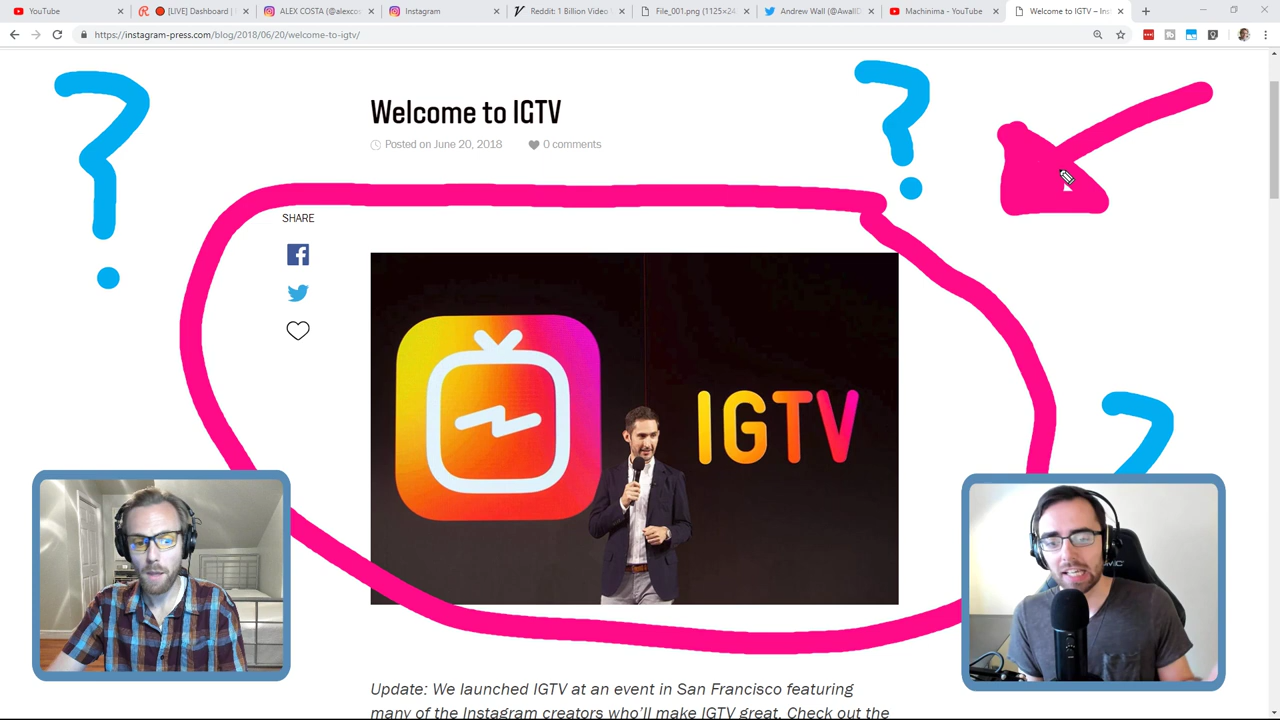 YouTube
[LIVE] Dashboard |
ALEX COSTA (@alexcos
Instagram
Reddit: 1 Billion Video
File_001.png (1125×24
Andrew Wall (@AwallD
Machinima - YouTube
Welcome to IGTV – Ins
https://instagram-press.com/blog/2018/06/20/welcome-to-igtv/
Welcome to IGTV
Posted on June 20, 2018
0 comments
SHARE
IGTV
Update: We launched IGTV at an event in San Francisco featuring
many of the Instagram creators who'll make IGTV great. Check out the
? ? ?